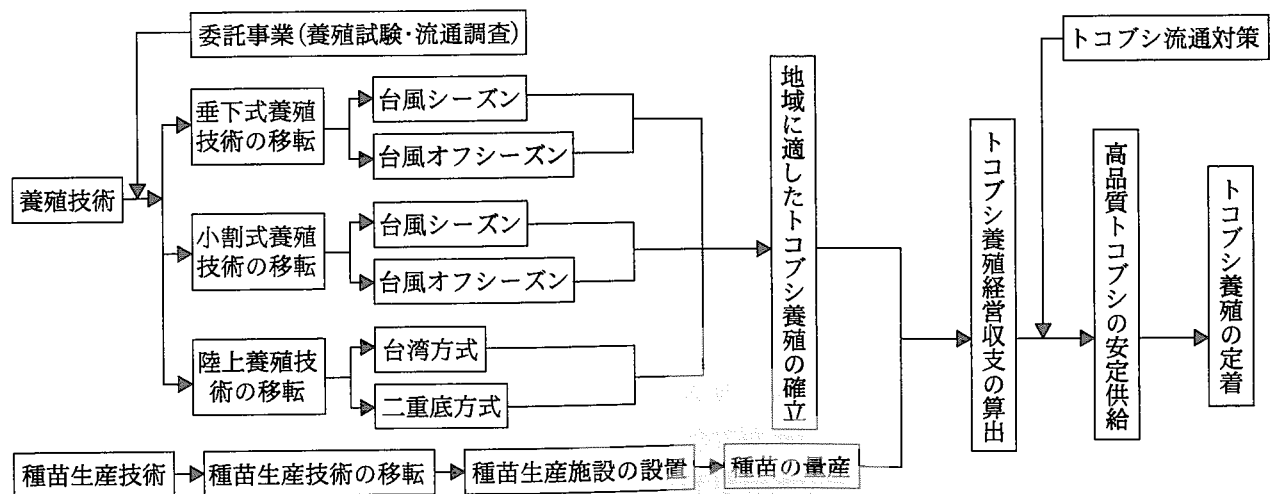 委託事業(養殖試験・流通調査)
トコブシ流通対策
養殖技術
垂下式養殖
技術の移転
台風シーズン
台風オフシーズン
小割式養殖
技術の移転
台風シーズン
台風オフシーズン
陸上養殖技
術の移転
台湾方式
二重底方式
地域に適したトコブシ養殖の確立
トコブシ養殖経営収支の算出
高品質トコブシの安定供給
トコブシ養殖の定着
種苗生産技術
種苗生産技術の移転
種苗生産施設の設置
種苗の量産